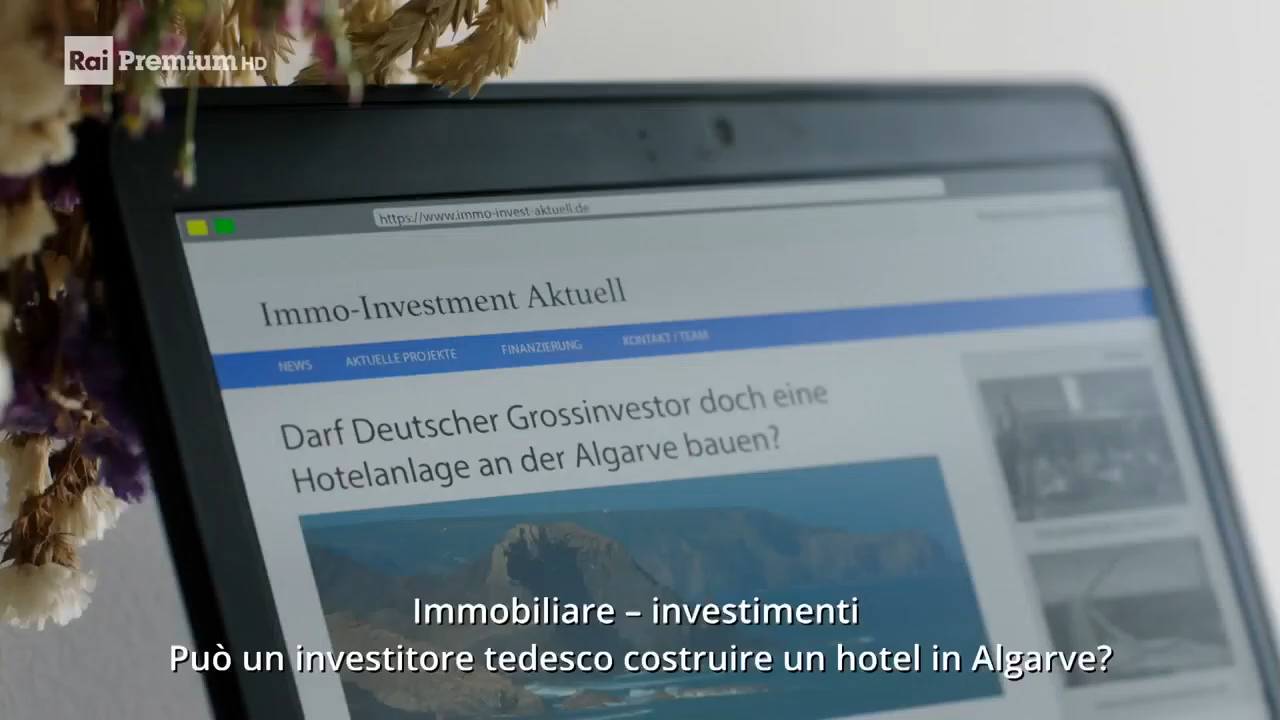 Rai Premium HD
https://www.immo-invest-aktuell.de
Immo-Investment Aktuell
NEWS AKTUELLE PROJEKTE FINANZIERUNG KONTAKT / TEAM
Darf Deutscher Grossinvestor doch eine
Hotelanlage an der Algarve bauen?
Immobiliare – investimenti
Può un investitore tedesco costruire un hotel in Algarve?